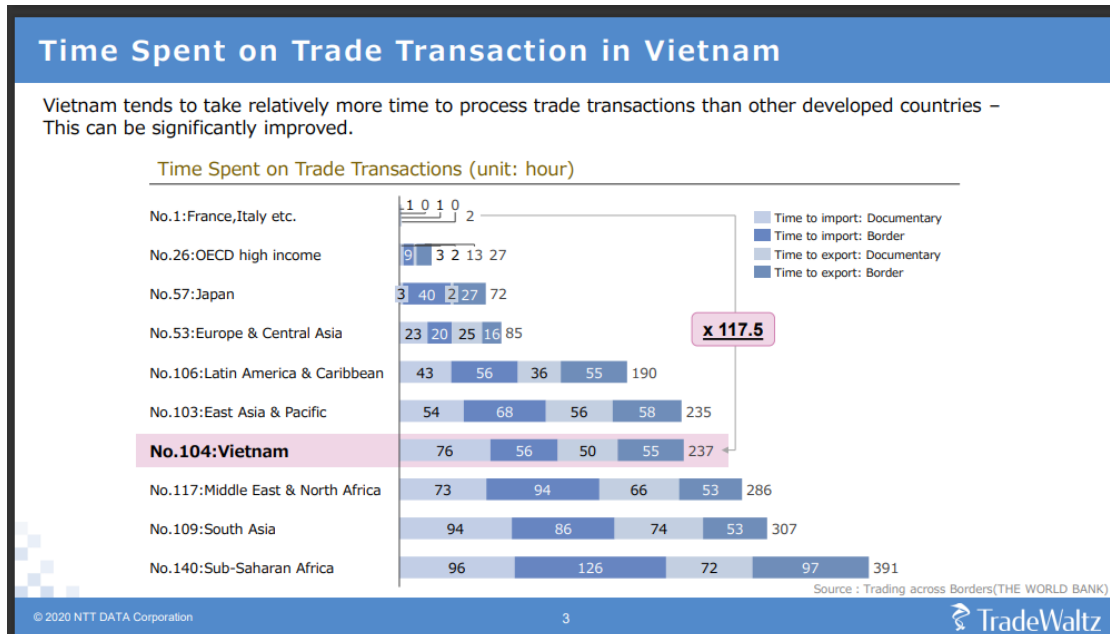 Time Spent on Trade Transaction in Vietnam
Vietnam tends to take relatively more time to process trade transactions than other developed countries –
This can be significantly improved.
Time Spent on Trade Transactions (unit: hour)
No.1:France,Italy etc. 1 0 1 0 2
Time to import: Documentary
Time to import: Border
Time to export: Documentary
Time to export: Border
No.26:OECD high income 9 3 2 13 27
No.57:Japan 3 40 2 27 72
No.53:Europe & Central Asia 23 20 25 16 85
x 117.5
No.106:Latin America & Caribbean 43 56 36 55 190
No.103:East Asia & Pacific 54 68 56 58 235
No.104:Vietnam 76 56 50 55 237
No.117:Middle East & North Africa 73 94 66 53 286
No.109:South Asia 94 86 74 53 307
No.140:Sub-Saharan Africa 96 126 72 97 391
Source : Trading across Borders(THE WORLD BANK)
© 2020 NTT DATA Corporation
3
TradeWaltz